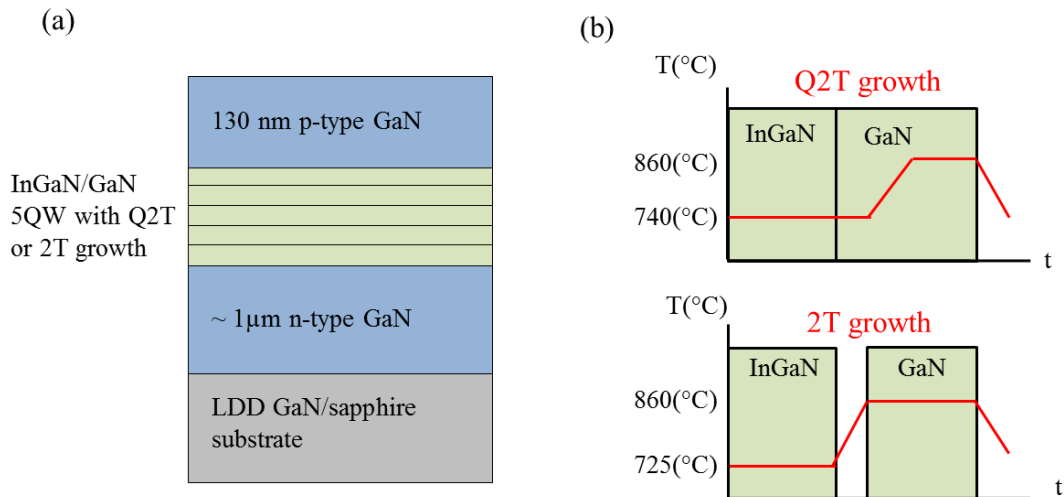 (a)
130 nm p-type GaN
InGaN/GaN
5QW with Q2T
or 2T growth
~ 1µm n-type GaN
LDD GaN/sapphire
substrate
(b)
T(°C)
Q2T growth
InGaN
GaN
860(°C)
740(°C)
t
T(°C)
2T growth
InGaN
GaN
860(°C)
725(°C)
t